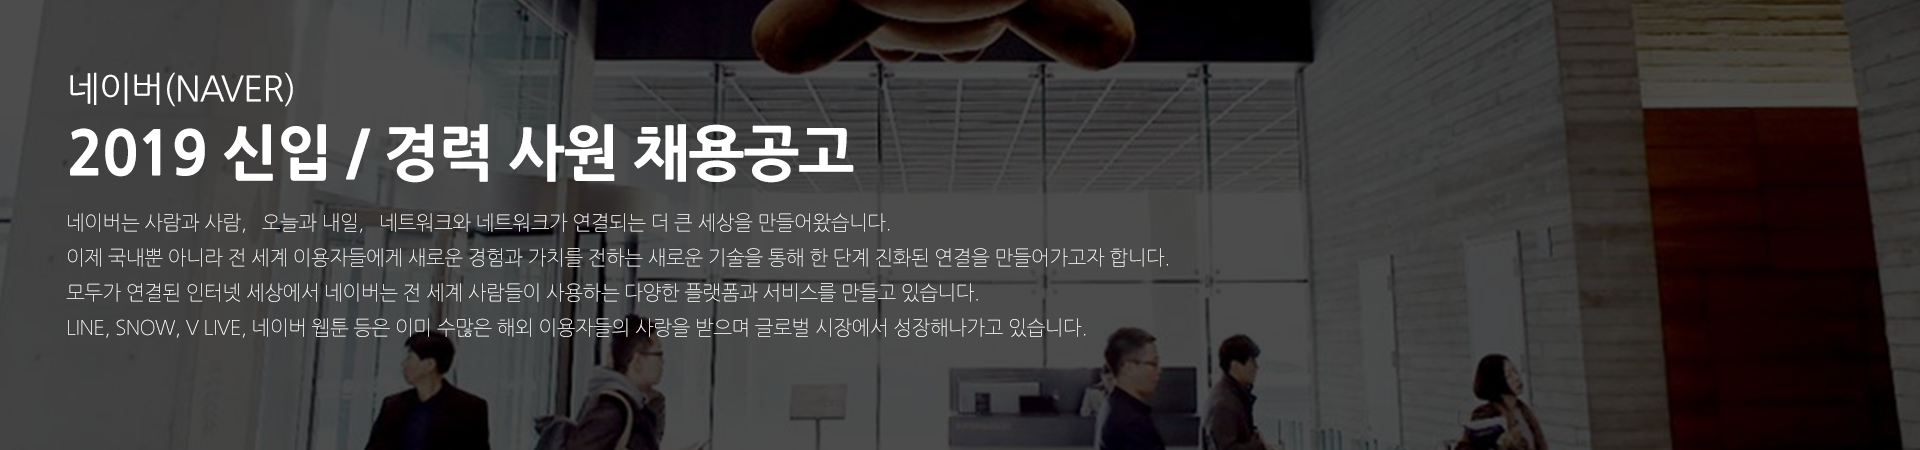 네이버(NAVER)
2019 신입 / 경력 사원 채용공고
네이버는 사람과 사람, 오늘과 내일, 네트워크와 네트워크가 연결되는 더 큰 세상을 만들어왔습니다.
이제 국내뿐 아니라 전 세계 이용자들에게 새로운 경험과 가치를 전하는 새로운 기술을 통해 한 단계 진화된 연결을 만들어가고자 합니다.
모두가 연결된 인터넷 세상에서 네이버는 전 세계 사람들이 사용하는 다양한 플랫폼과 서비스를 만들고 있습니다.
LINE, SNOW, V LIVE, 네이버 웹툰 등은 이미 수많은 해외 이용자들의 사랑을 받으며 글로벌 시장에서 성장해나가고 있습니다.